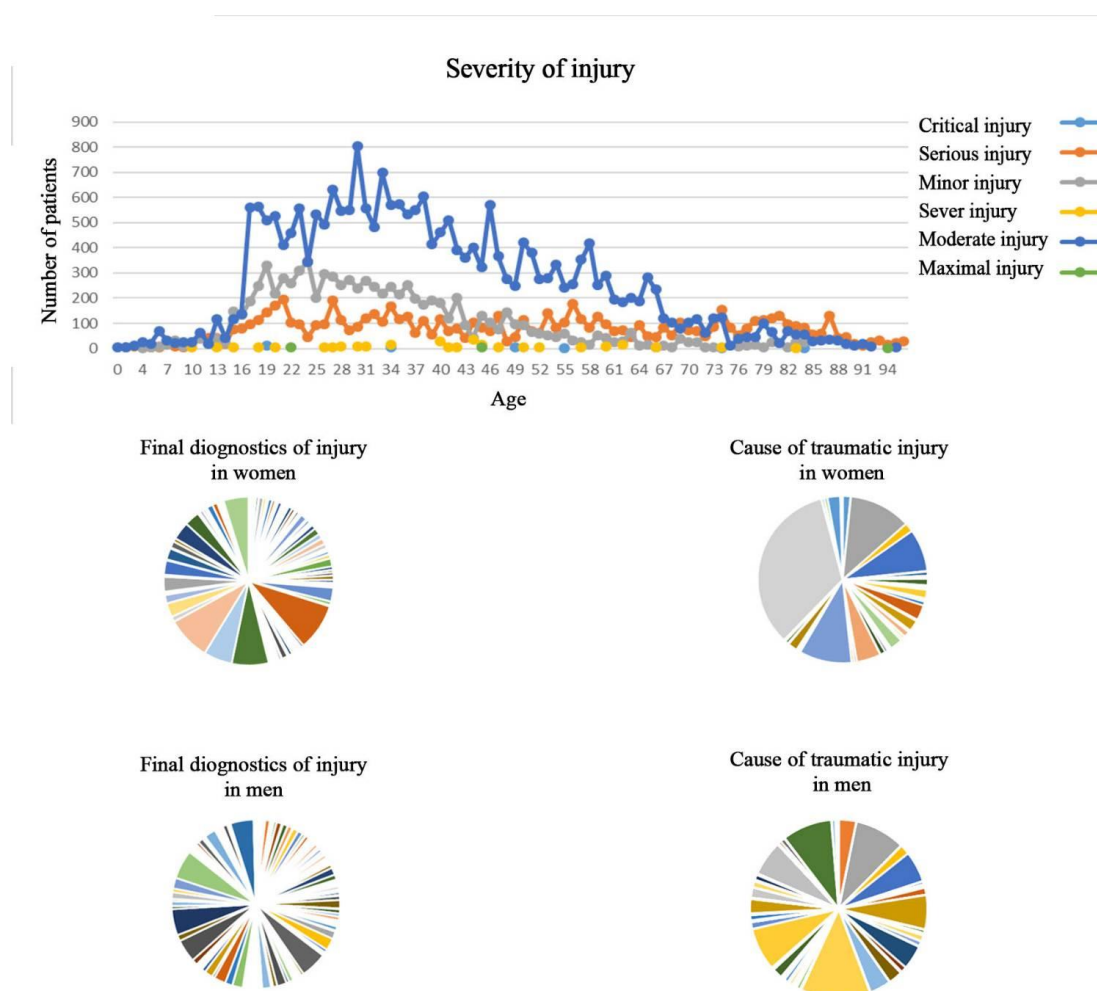 Severity of injury
900
800
700
600
500
400
300
200
100
0
Number of patients
0 4 7 10 13 16 19 22 25 28 31 34 37 40 43 46 49 52 55 58 61 64 67 70 73 76 79 82 85 88 91 94
Age
Critical injury
Serious injury
Minor injury
Sever injury
Moderate injury
Maximal injury
Final diognostics of injury
in women
Cause of traumatic injury
in women
Final diognostics of injury
in men
Cause of traumatic injury
in men